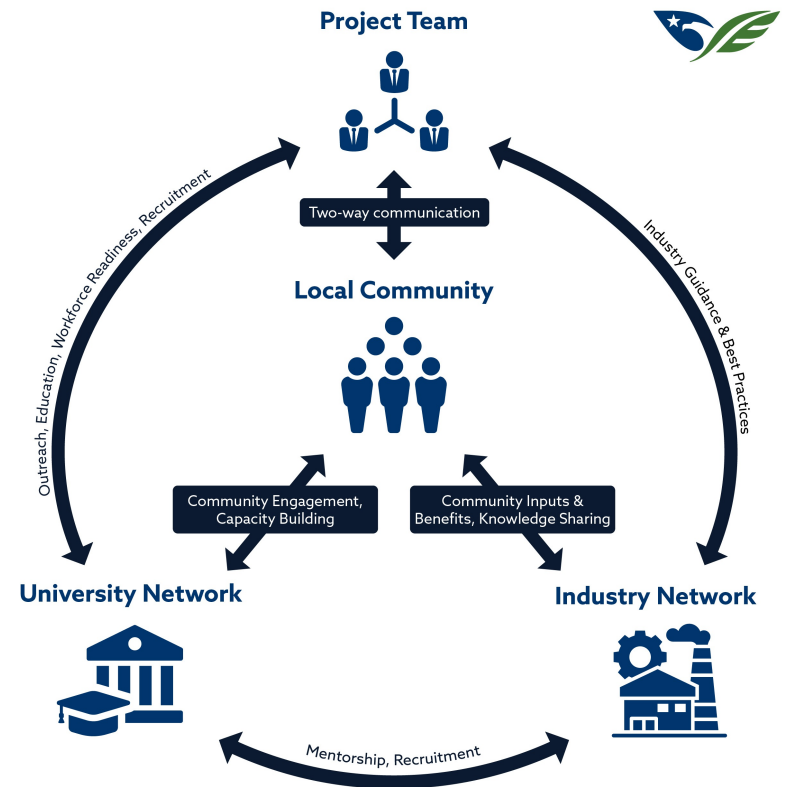 Project Team
Outreach, Education, Workforce Readiness, Recruitment
Two-way communication
Industry Guidance & Best Practices
Local Community
Community Engagement,
Capacity Building
Community Inputs &
Benefits, Knowledge Sharing
University Network
Industry Network
Mentorship, Recruitment